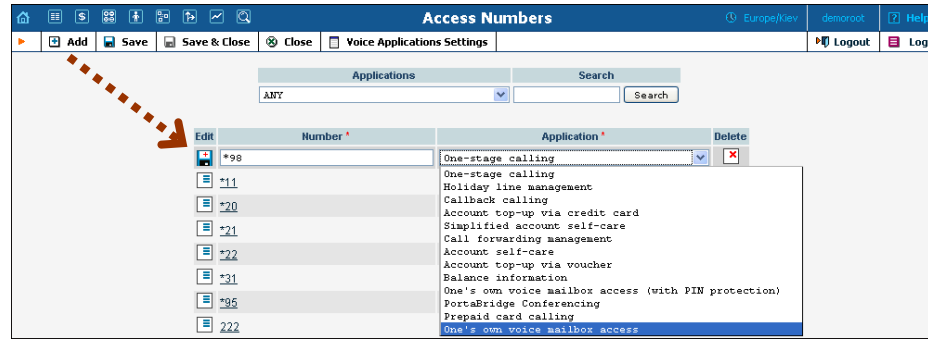 Access Numbers Europe/Kiev demoroot ? Help
Add Save Save & Close Close Voice Applications Settings Logout Log
Applications Search
ANY Search
Edit Number * Application * Delete
*98 One-stage calling
One-stage calling
Holiday line management
Callback calling
Account top-up via credit card
Simplified account self-care
Call forwarding management
Account self-care
Account top-up via voucher
Balance information
One's own voice mailbox access (with PIN protection)
PortaBridge Conferencing
Prepaid card calling
One's own voice mailbox access
*11
*20
*21
*22
*31
*95
222